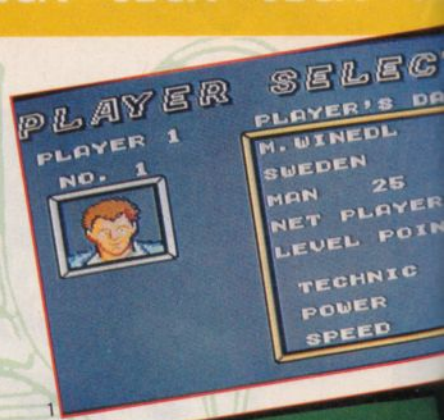 PLAYER SELEC
PLAYER 1
NO. 1
PLAYER'S DA
M.WINEDL
SWEDEN
MAN 25
NET PLAYER
LEVEL POIN
TECHNIC
POWER
SPEED
1